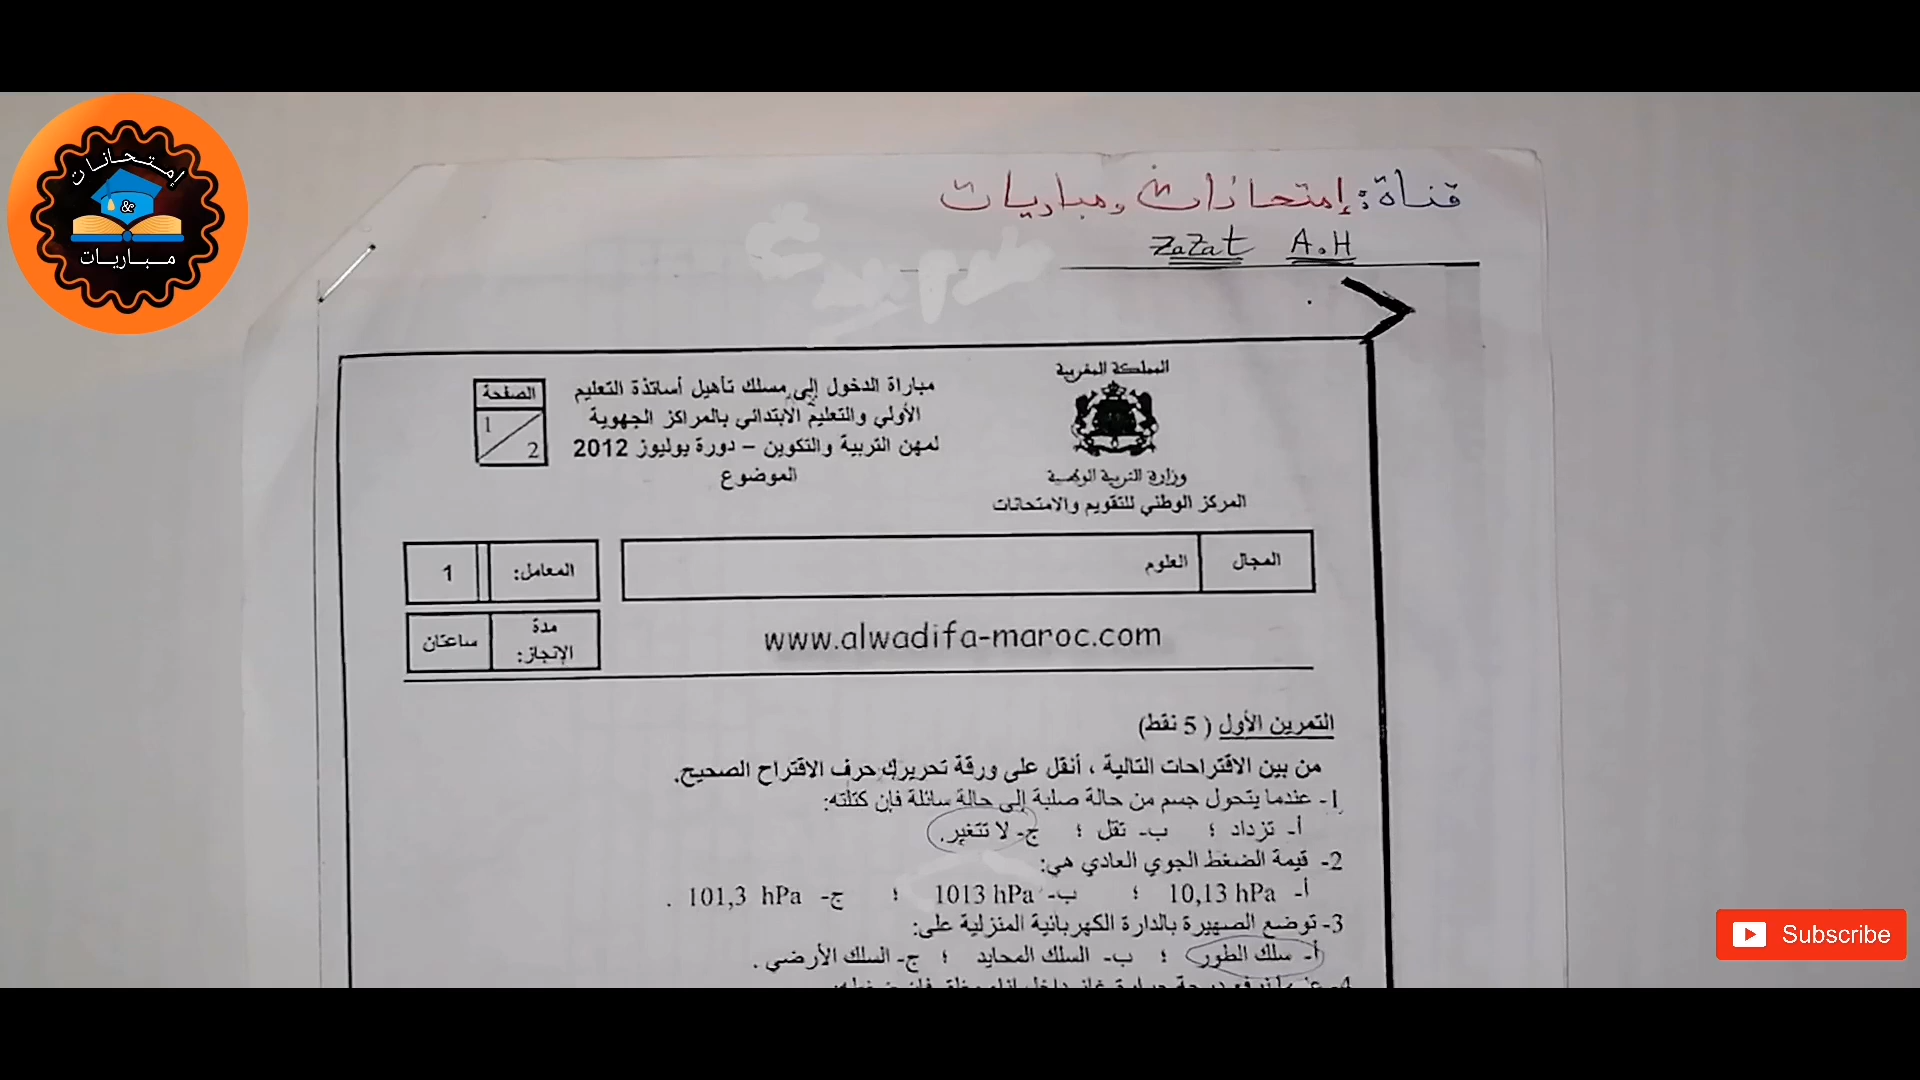 إمتحانات
&
مباريات
قناة: إمتحانات ومباريات
ZaZat A.H
المملكة المغربية
وزارة التربية الوطنية
المركز الوطني للتقويم والامتحانات
مباراة الدخول إلى مسلك تأهيل أساتذة التعليم
الأولي والتعليم الابتدائي بالمراكز الجهوية
لمهن التربية والتكوين – دورة يوليوز 2012
الموضوع
الصفحة
1
2
المجال
العلوم
المعامل:
1
مدة
الإنجاز:
ساعتان
www.alwadifa-maroc.com
التمرين الأول ( 5 نقط)
من بين الاقتراحات التالية ، أنقل على ورقة تحريرك حرف الاقتراح الصحيح.
1- عندما يتحول جسم من حالة صلبة إلى حالة سائلة فإن كتلته:
أ- تزداد ؛ ب- تقل ؛ ج- لا تتغير.
2- قيمة الضغط الجوي العادي هي:
أ- 10,13 hPa ؛ ب- 1013 hPa ؛ ج- 101,3 hPa .
3- توضع الصهيرة بالدارة الكهربائية المنزلية على:
أ- سلك الطور ؛ ب- السلك المحايد ؛ ج- السلك الأرضي .
Subscribe